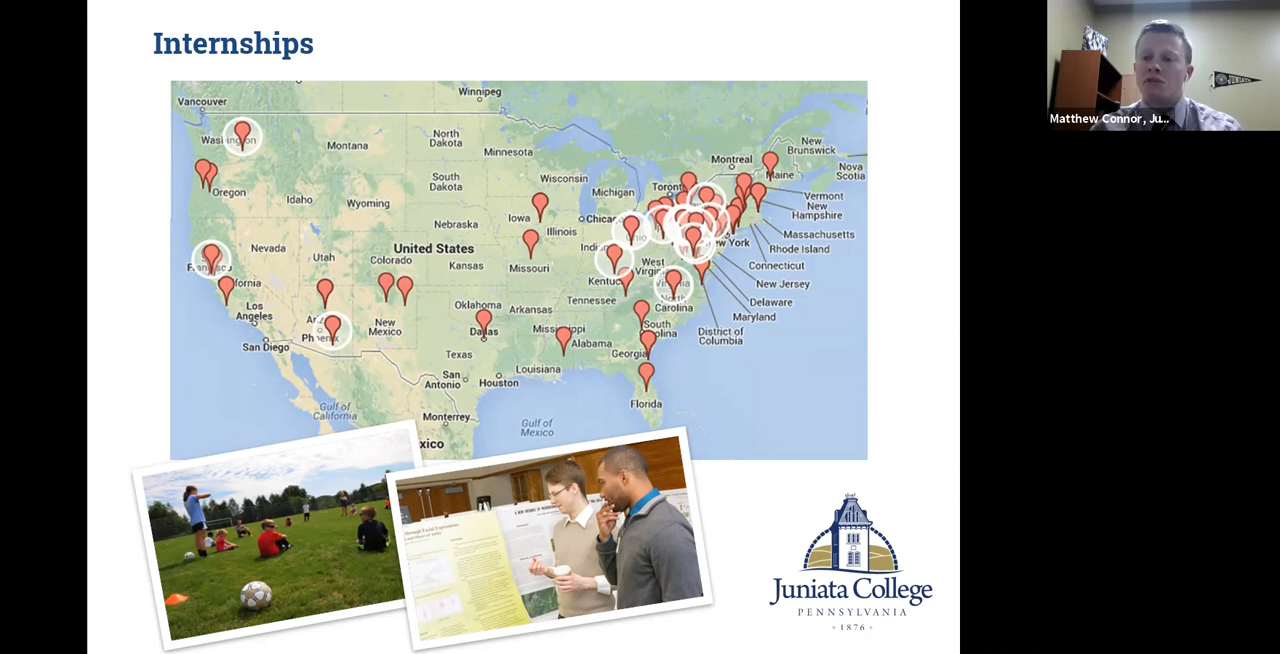 Internships
Winnipeg
Vancouver
Washington
North
Dakota
Montana
Minnesota
Montreal
New
Brunswick
Nova
Scotia
Maine
Oregon
Idaho
South
Dakota
Wisconsin
Michigan
Toronto
Vermont
New
Hampshire
Wyoming
Iowa
Chicago
Nebraska
Illinois
Massachusetts
Rhode Island
Connecticut
New York
Nevada
United States
Ohio
Utah
Colorado
Kansas
Missouri
West
Virginia
New Jersey
Delaware
Maryland
District of
Columbia
Los
Angeles
San Diego
Phoenix
New
Mexico
Oklahoma
Arkansas
Tennessee
Virginia
North
Carolina
South
Carolina
Dallas
Mississippi
Alabama
Georgia
Texas
Louisiana
San
Antonio
Houston
Florida
Gulf of
California
Monterrey
Gulf of
Mexico
xico
Juniata College
PENNSYLVANIA
1876
JUNIATA
Matthew Connor, Ju...